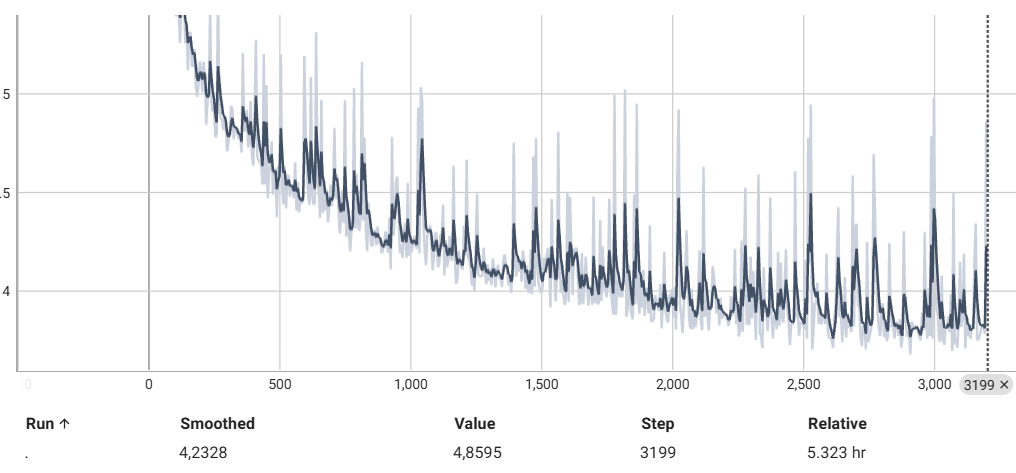 5
.5
4
0 500 1,000 1,500 2,000 2,500 3,000 3199 ×
Run ↑ Smoothed Value Step Relative
. 4,2328 4,8595 3199 5.323 hr